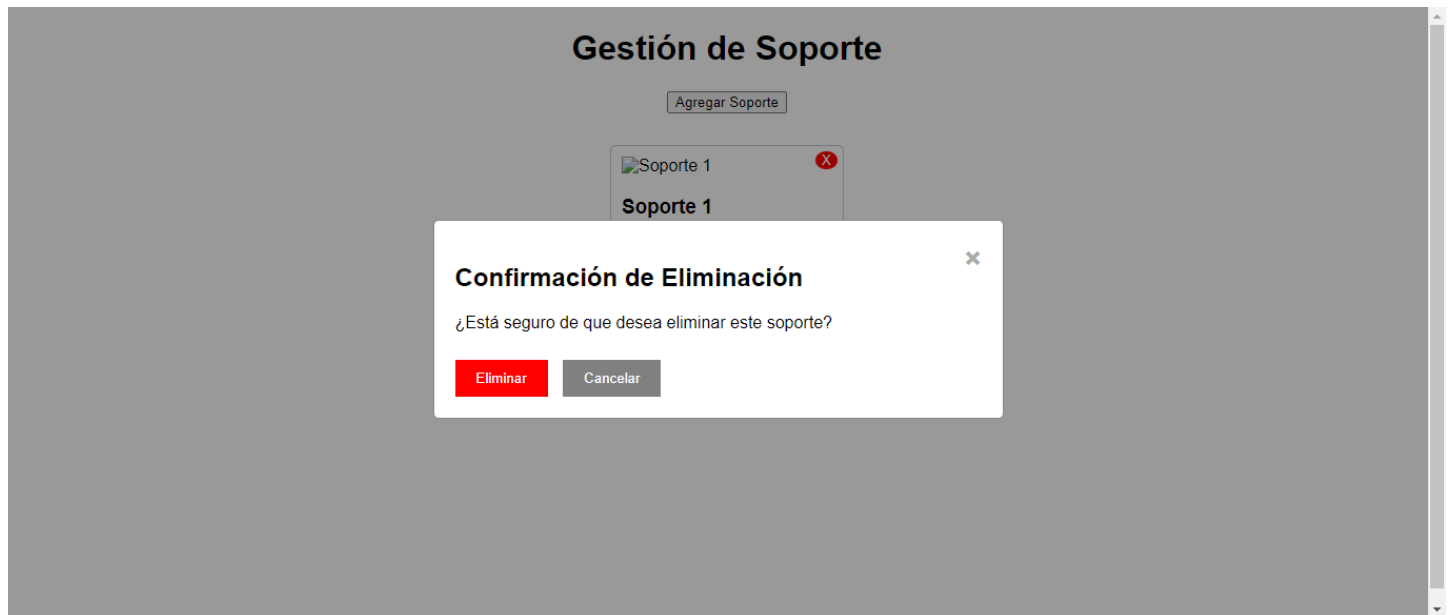 Gestión de Soporte
Agregar Soporte
Soporte 1
X
Soporte 1
×
Confirmación de Eliminación
¿Está seguro de que desea eliminar este soporte?
Eliminar
Cancelar